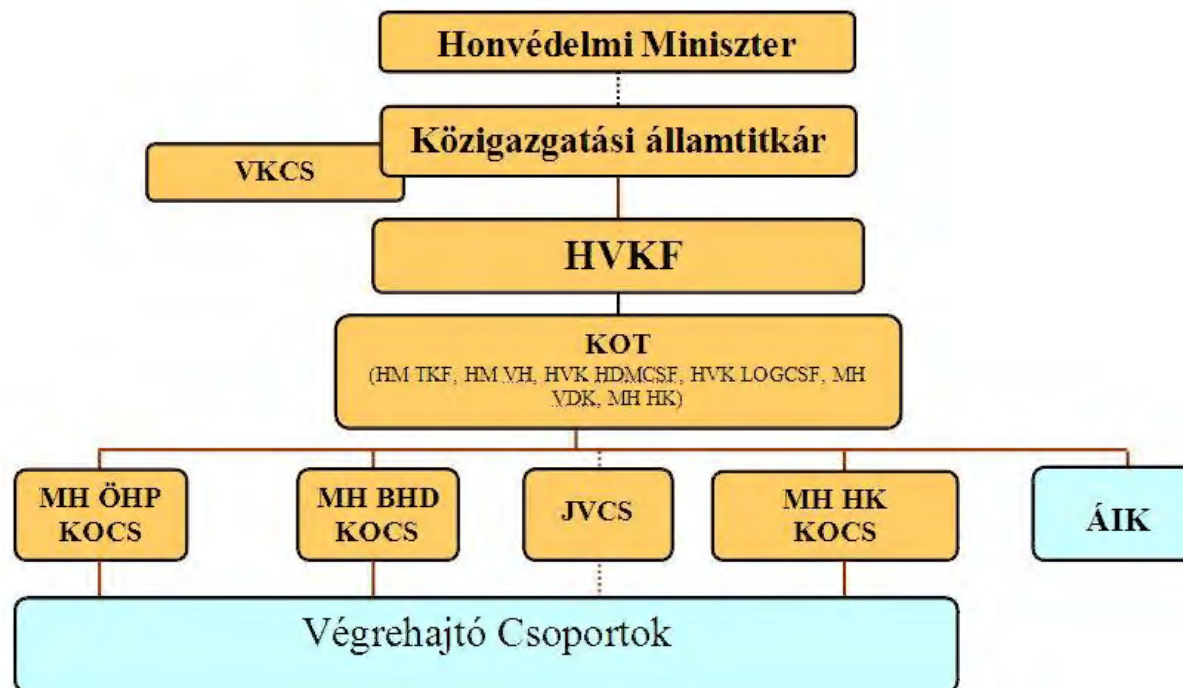 Honvédelmi Miniszter
Közigazgatási államtitkár
VKCS
HVKF
KOT
(HM TKF, HM VH, HVK HDMCSF, HVK LOGCSF, MH
VDK, MH HK)
MH ÖHP
KOCS
MH BHD
KOCS
JVCS
MH HK
KOCS
ÁIK
Végrehajtó Csoportok